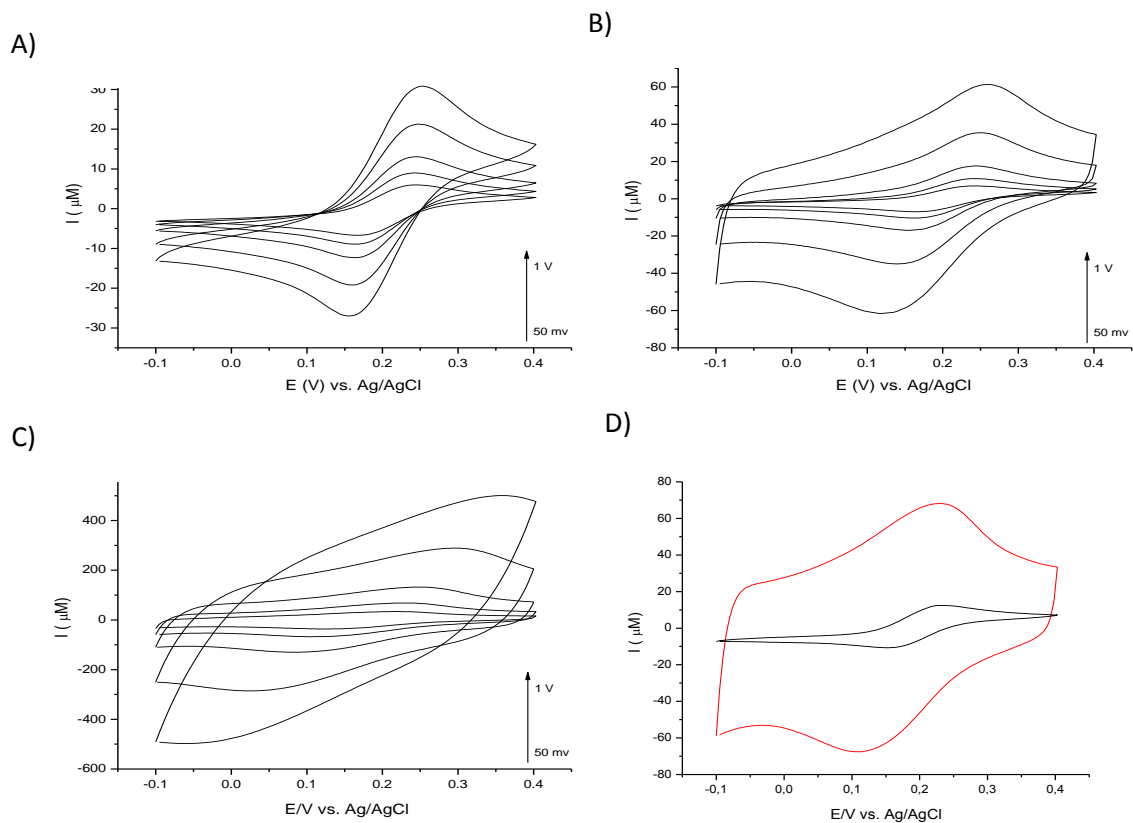 A)
30
20
10
0
-10
-20
-30
I ( µM)
-0.1 0.0 0.1 0.2 0.3 0.4
E (V) vs. Ag/AgCl
1 V
50 mv
B)
60
40
20
0
-20
-40
-60
-80
I ( µM)
-0.1 0.0 0.1 0.2 0.3 0.4
E (V) vs. Ag/AgCl
1 V
50 mv
C)
400
200
0
-200
-400
-600
I ( µM)
-0.1 0.0 0.1 0.2 0.3 0.4
E/V vs. Ag/AgCl
1 V
50 mv
D)
80
60
40
20
0
-20
-40
-60
-80
I ( µM)
-0,1 0,0 0,1 0,2 0,3 0,4
E/V vs. Ag/AgCl